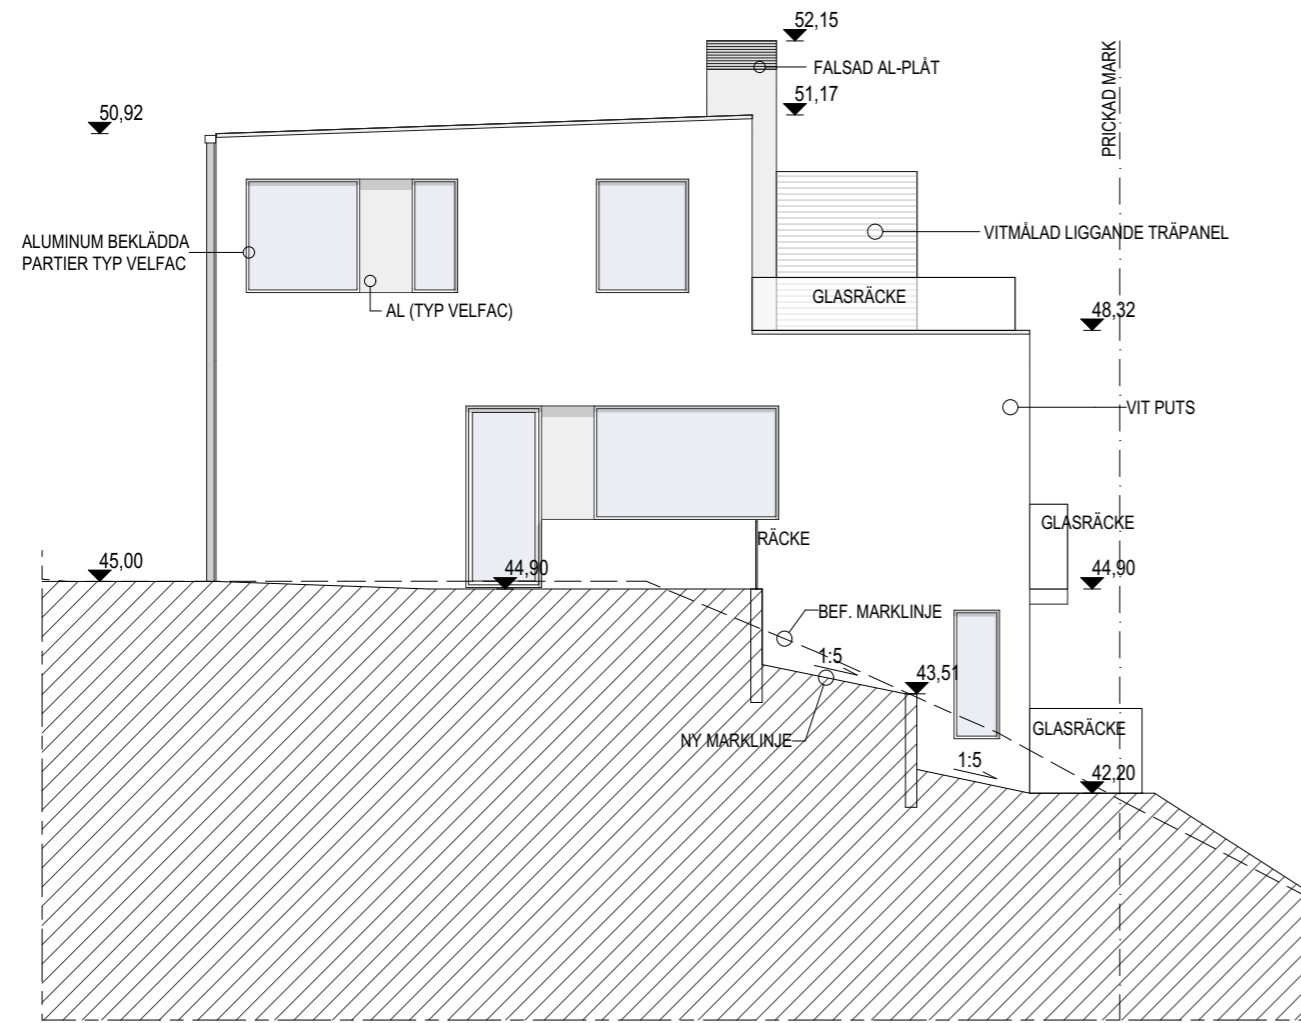 52,15
FALSAD AL-PLÅT
51,17
50,92
PRICKAD MARK
ALUMINUM BEKLÄDDA
PARTIER TYP VELFAC
VITMÅLAD LIGGANDE TRÄPANEL
AL (TYP VELFAC)
GLASRÄCKE
48,32
VIT PUTS
GLASRÄCKE
RÄCKE
45,00
44,90
44,90
BEF. MARKLINJE
1:5
43,51
NY MARKLINJE
GLASRÄCKE
1:5
42,20